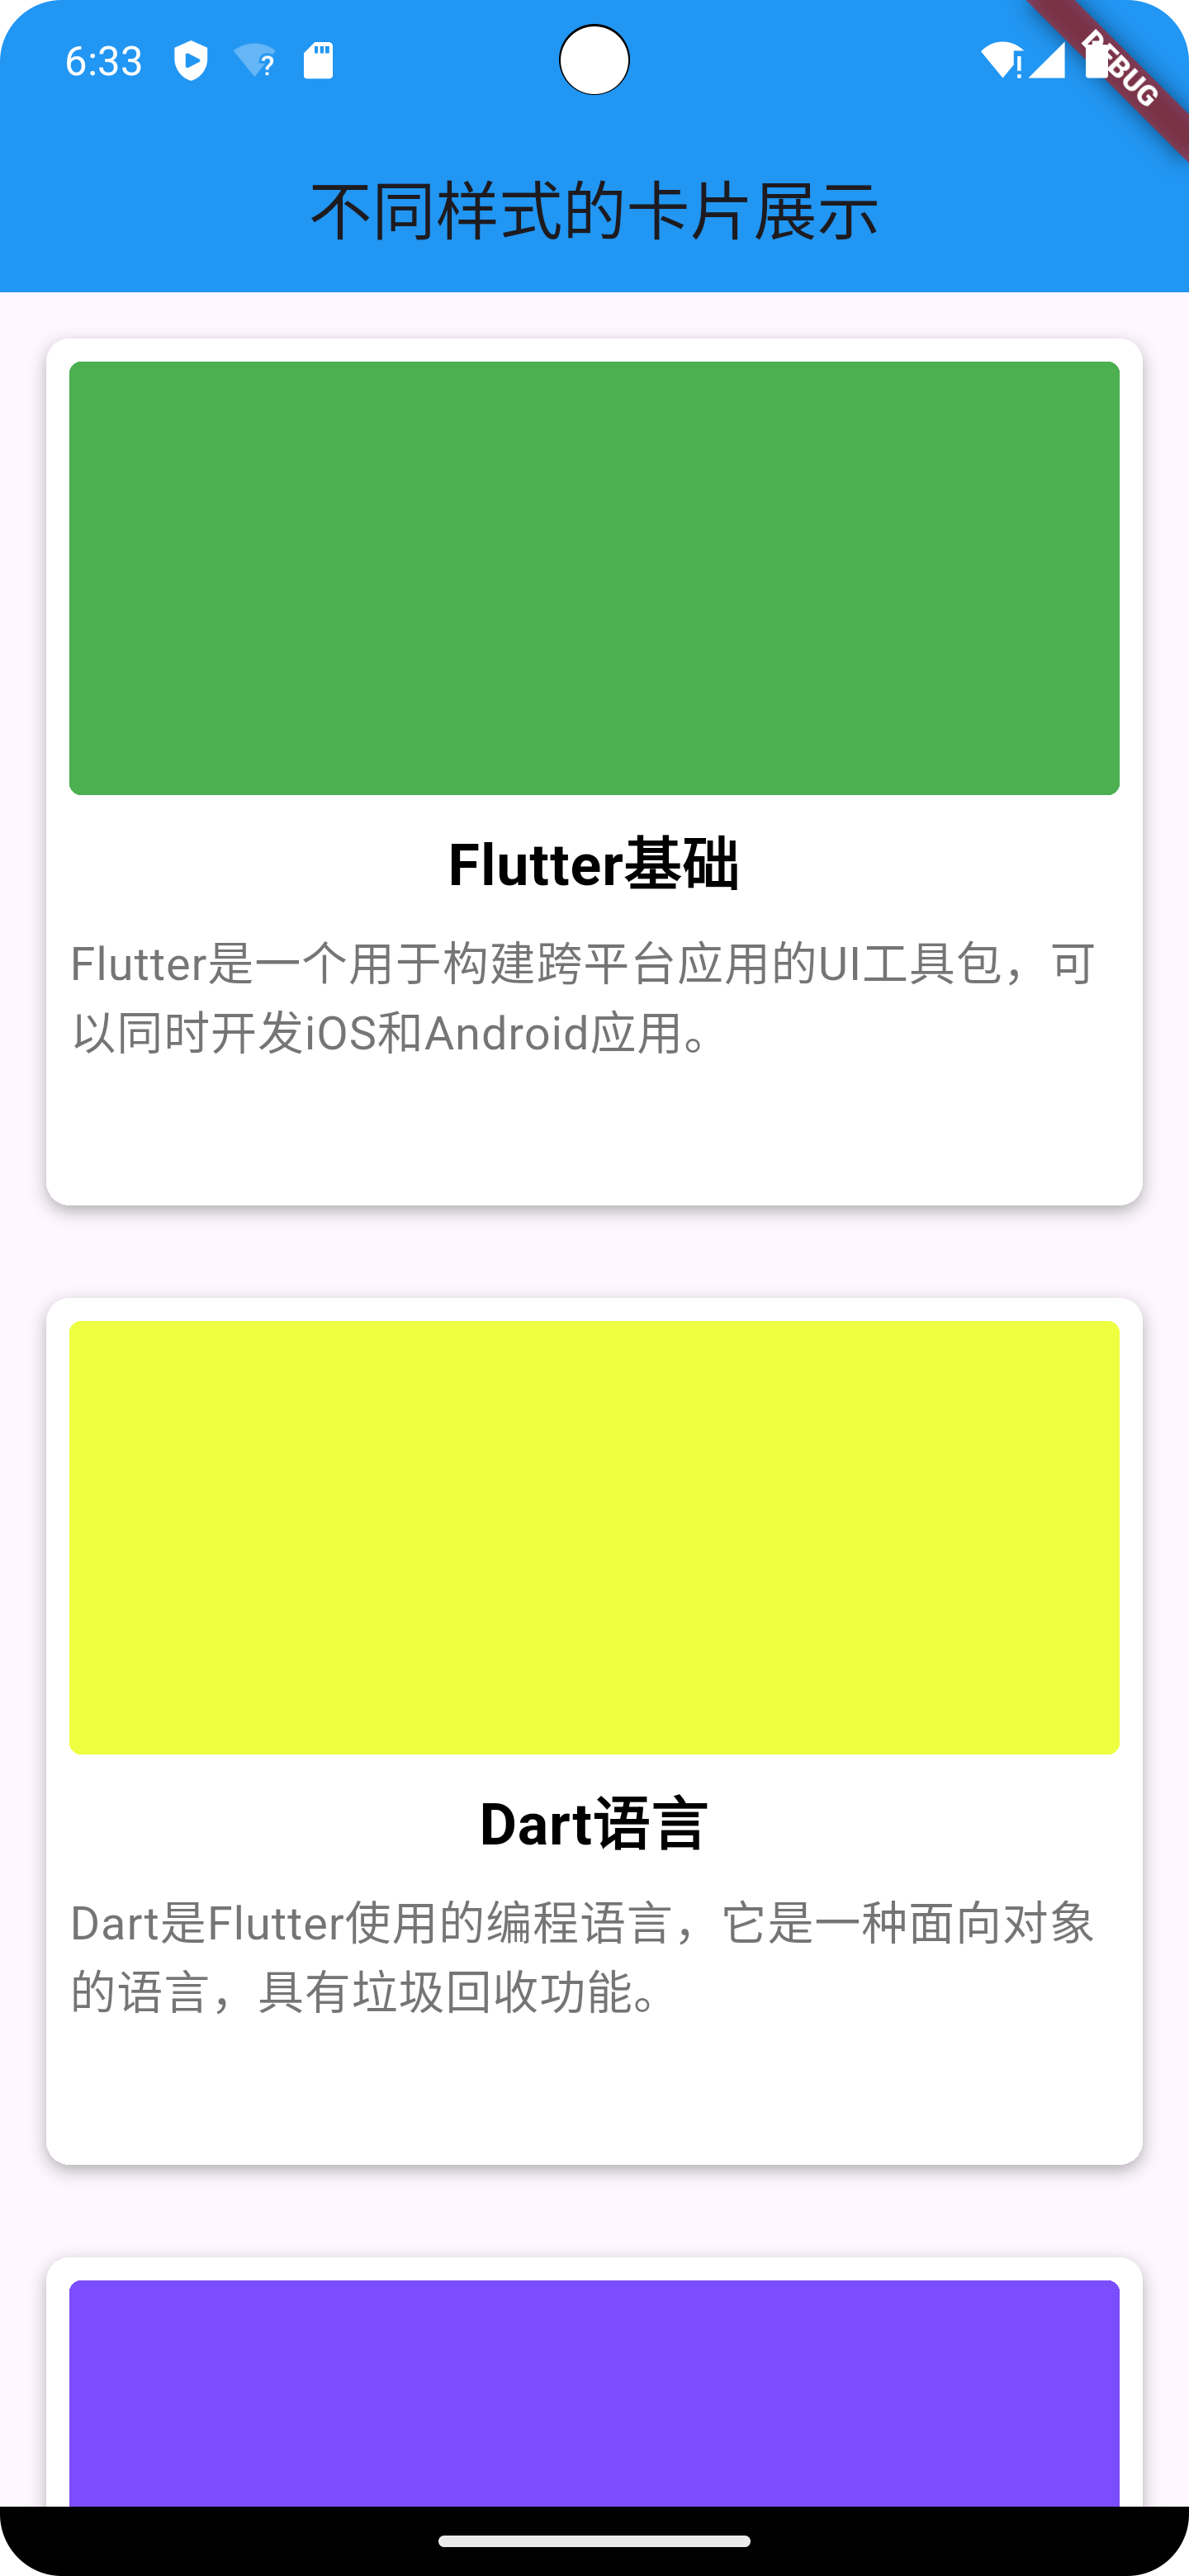 6:33
DEBUG
不同样式的卡片展示
Flutter基础
Flutter是一个用于构建跨平台应用的UI工具包，可
以同时开发iOS和Android应用。
Dart语言
Dart是Flutter使用的编程语言，它是一种面向对象
的语言，具有垃圾回收功能。